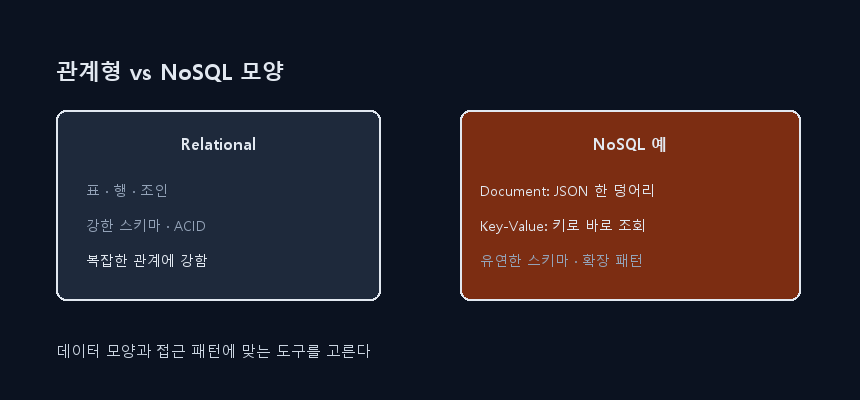 관계형 vs NoSQL 모양
Relational
표 · 행 · 조인
강한 스키마 · ACID
복잡한 관계에 강함
NoSQL 예
Document: JSON 한 덩어리
Key-Value: 키로 바로 조회
유연한 스키마 · 확장 패턴
데이터 모양과 접근 패턴에 맞는 도구를 고른다